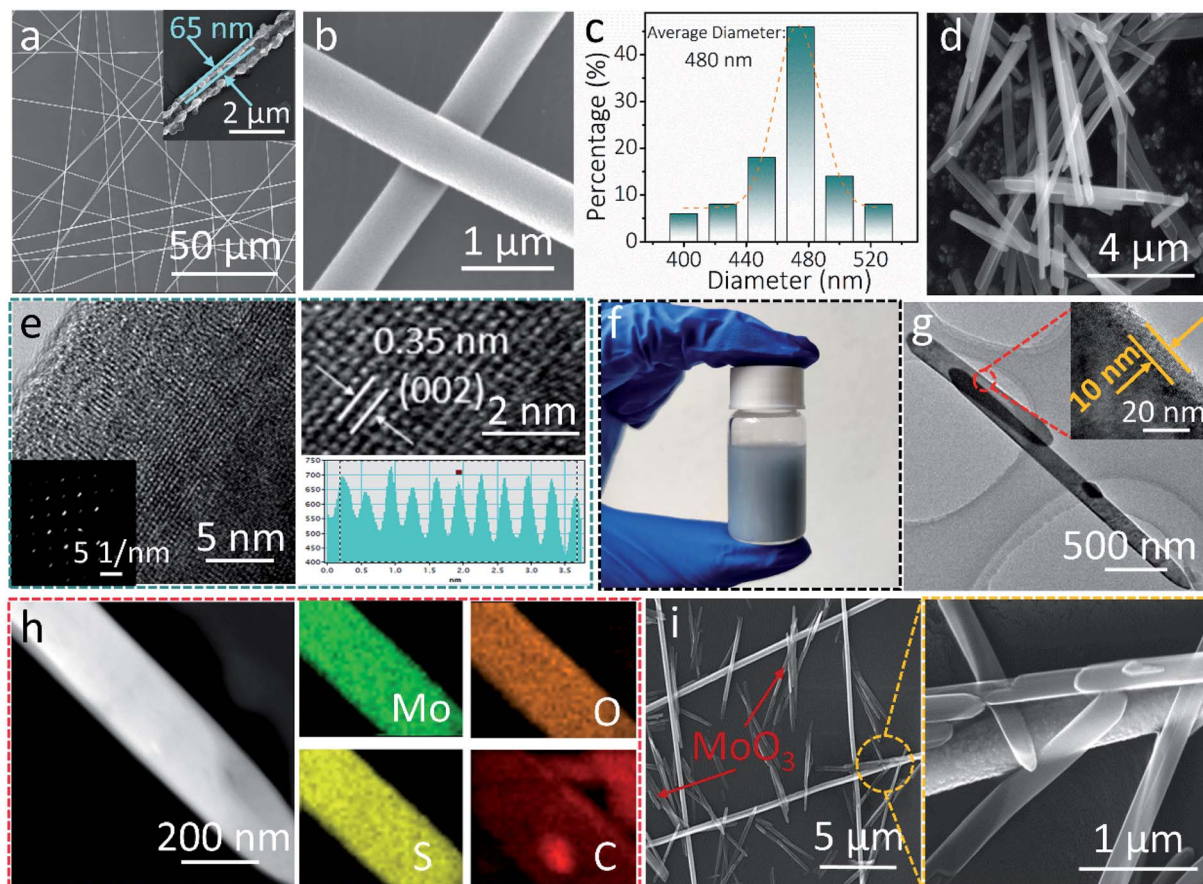 a
65 nm
2 µm
50 µm
b
1 µm
c
Average Diameter:
480 nm
Percentage (%)
40
30
20
10
0
400
440
480
520
Diameter (nm)
d
4 µm
e
5 1/nm
5 nm
0.35 nm
(002)
2 nm
750
700
650
600
550
500
450
400
0.0
0.5
1.0
1.5
2.0
2.5
3.0
3.5
nm
f
g
10 nm
20 nm
500 nm
h
200 nm
Mo
O
S
C
i
MoO₃
5 µm
1 µm